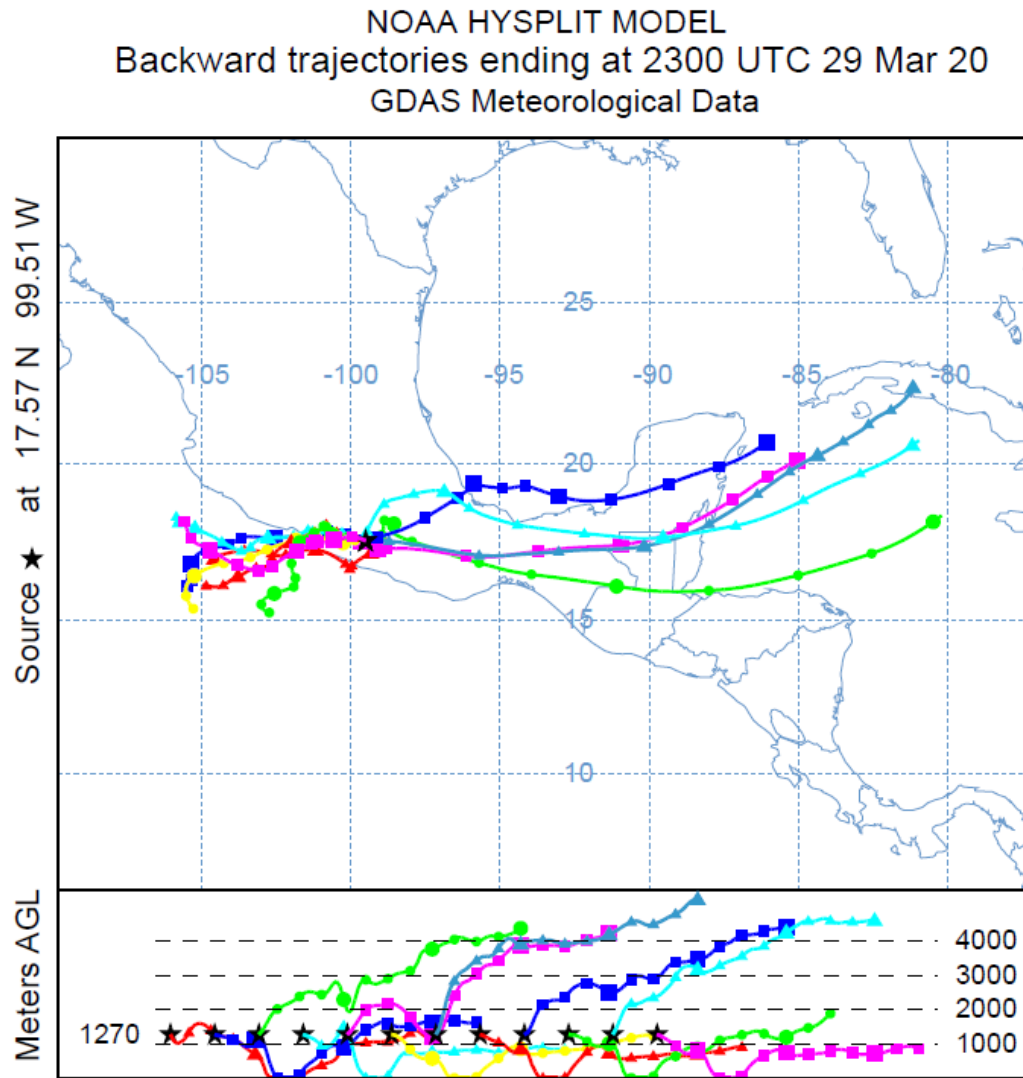 NOAA HYSPLIT MODEL
Backward trajectories ending at 2300 UTC 29 Mar 20
GDAS Meteorological Data
Source ★ at 17.57 N 99.51 W
25
-105 -100 -95 -90 -85 -80
20
15
10
Meters AGL
1270
4000
3000
2000
1000